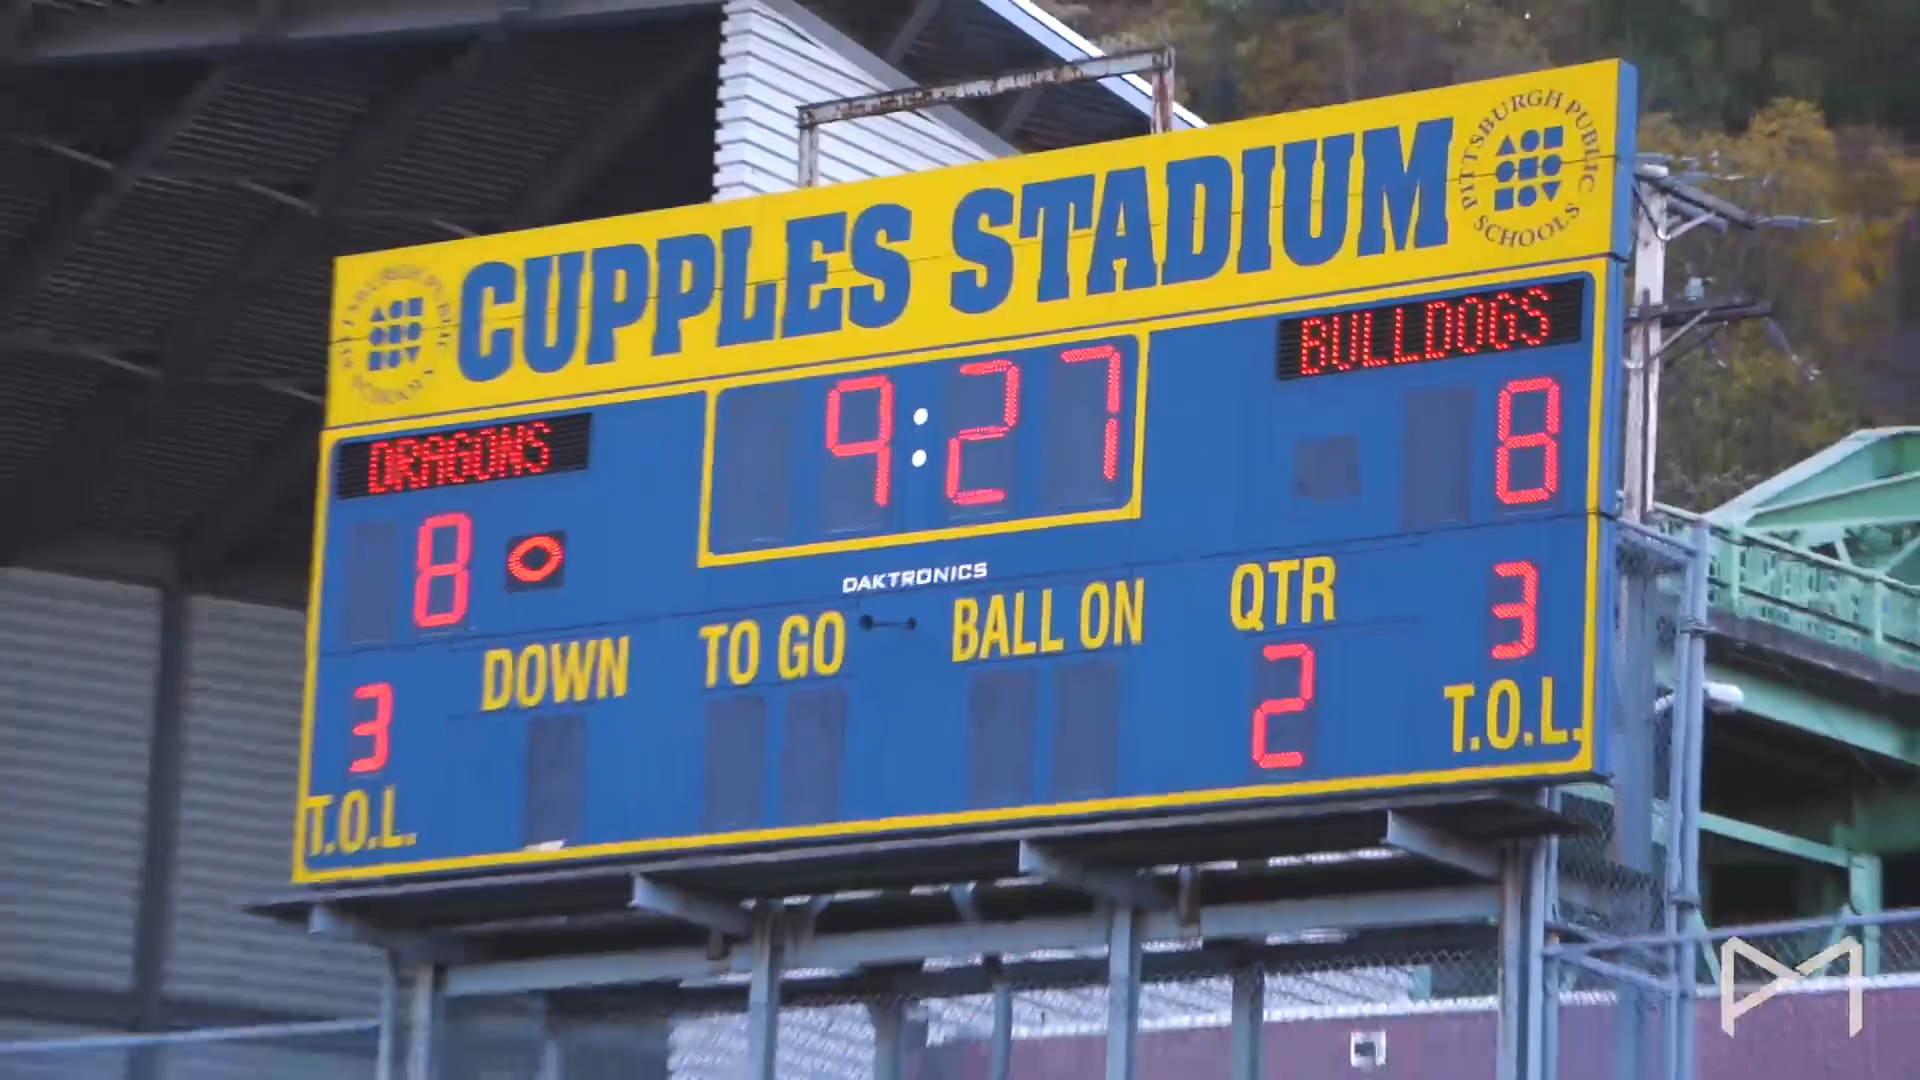 CUPPLES STADIUM
PITTSBURGH PUBLIC SCHOOLS
BULLDOGS
DRAGONS
9:27
8
8
DAKTRONICS
DOWN
TO GO
BALL ON
QTR
3
3
2
T.O.L.
T.O.L.